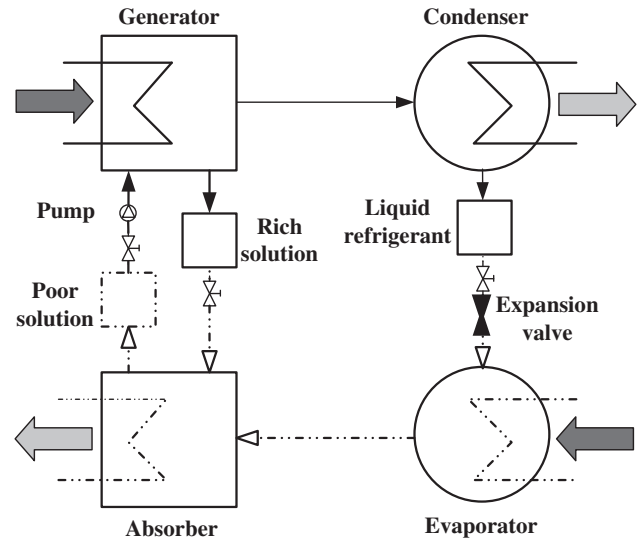 Generator
Condenser
Pump
Rich
solution
Liquid
refrigerant
Poor
solution
Expansion
valve
Absorber
Evaporator